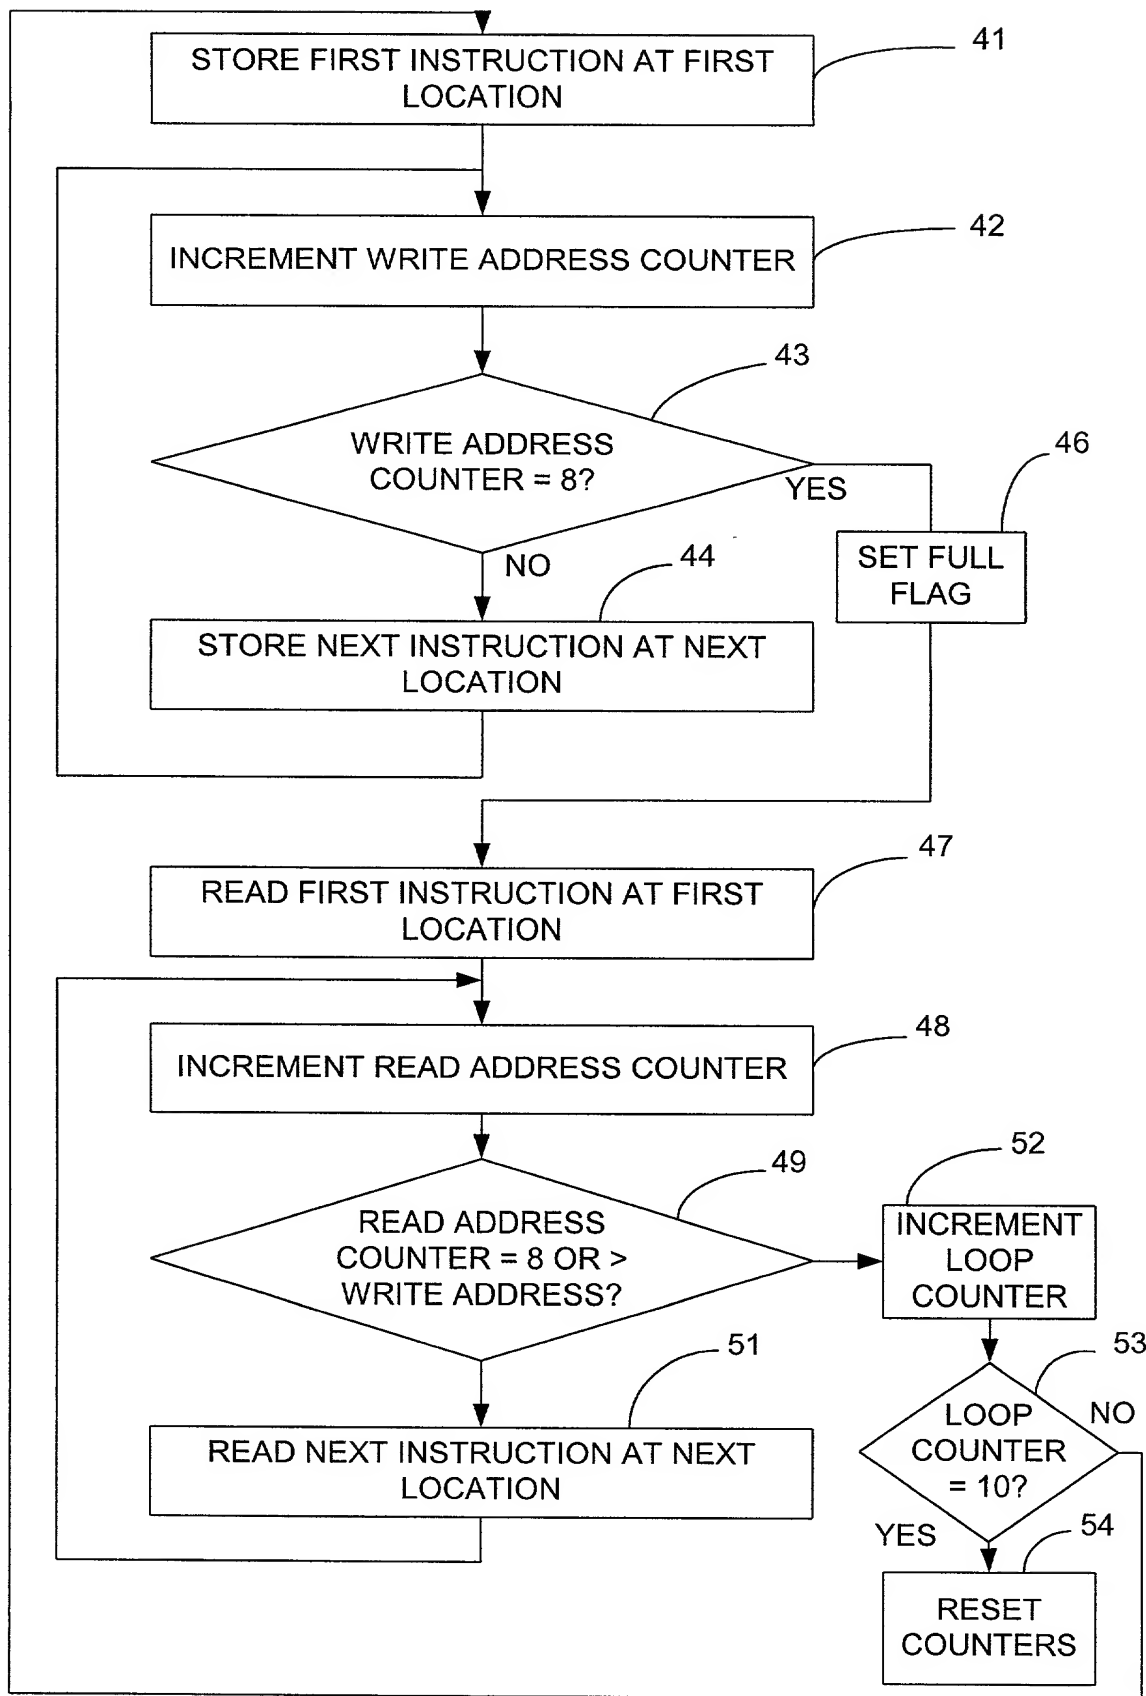 STORE FIRST INSTRUCTION AT FIRST
LOCATION
41
INCREMENT WRITE ADDRESS COUNTER
42
43
WRITE ADDRESS
COUNTER = 8?
YES
NO
46
SET FULL
FLAG
44
STORE NEXT INSTRUCTION AT NEXT
LOCATION
47
READ FIRST INSTRUCTION AT FIRST
LOCATION
48
INCREMENT READ ADDRESS COUNTER
49
READ ADDRESS
COUNTER = 8 OR >
WRITE ADDRESS?
52
INCREMENT
LOOP
COUNTER
51
READ NEXT INSTRUCTION AT NEXT
LOCATION
53
LOOP
COUNTER
= 10?
NO
YES
54
RESET
COUNTERS